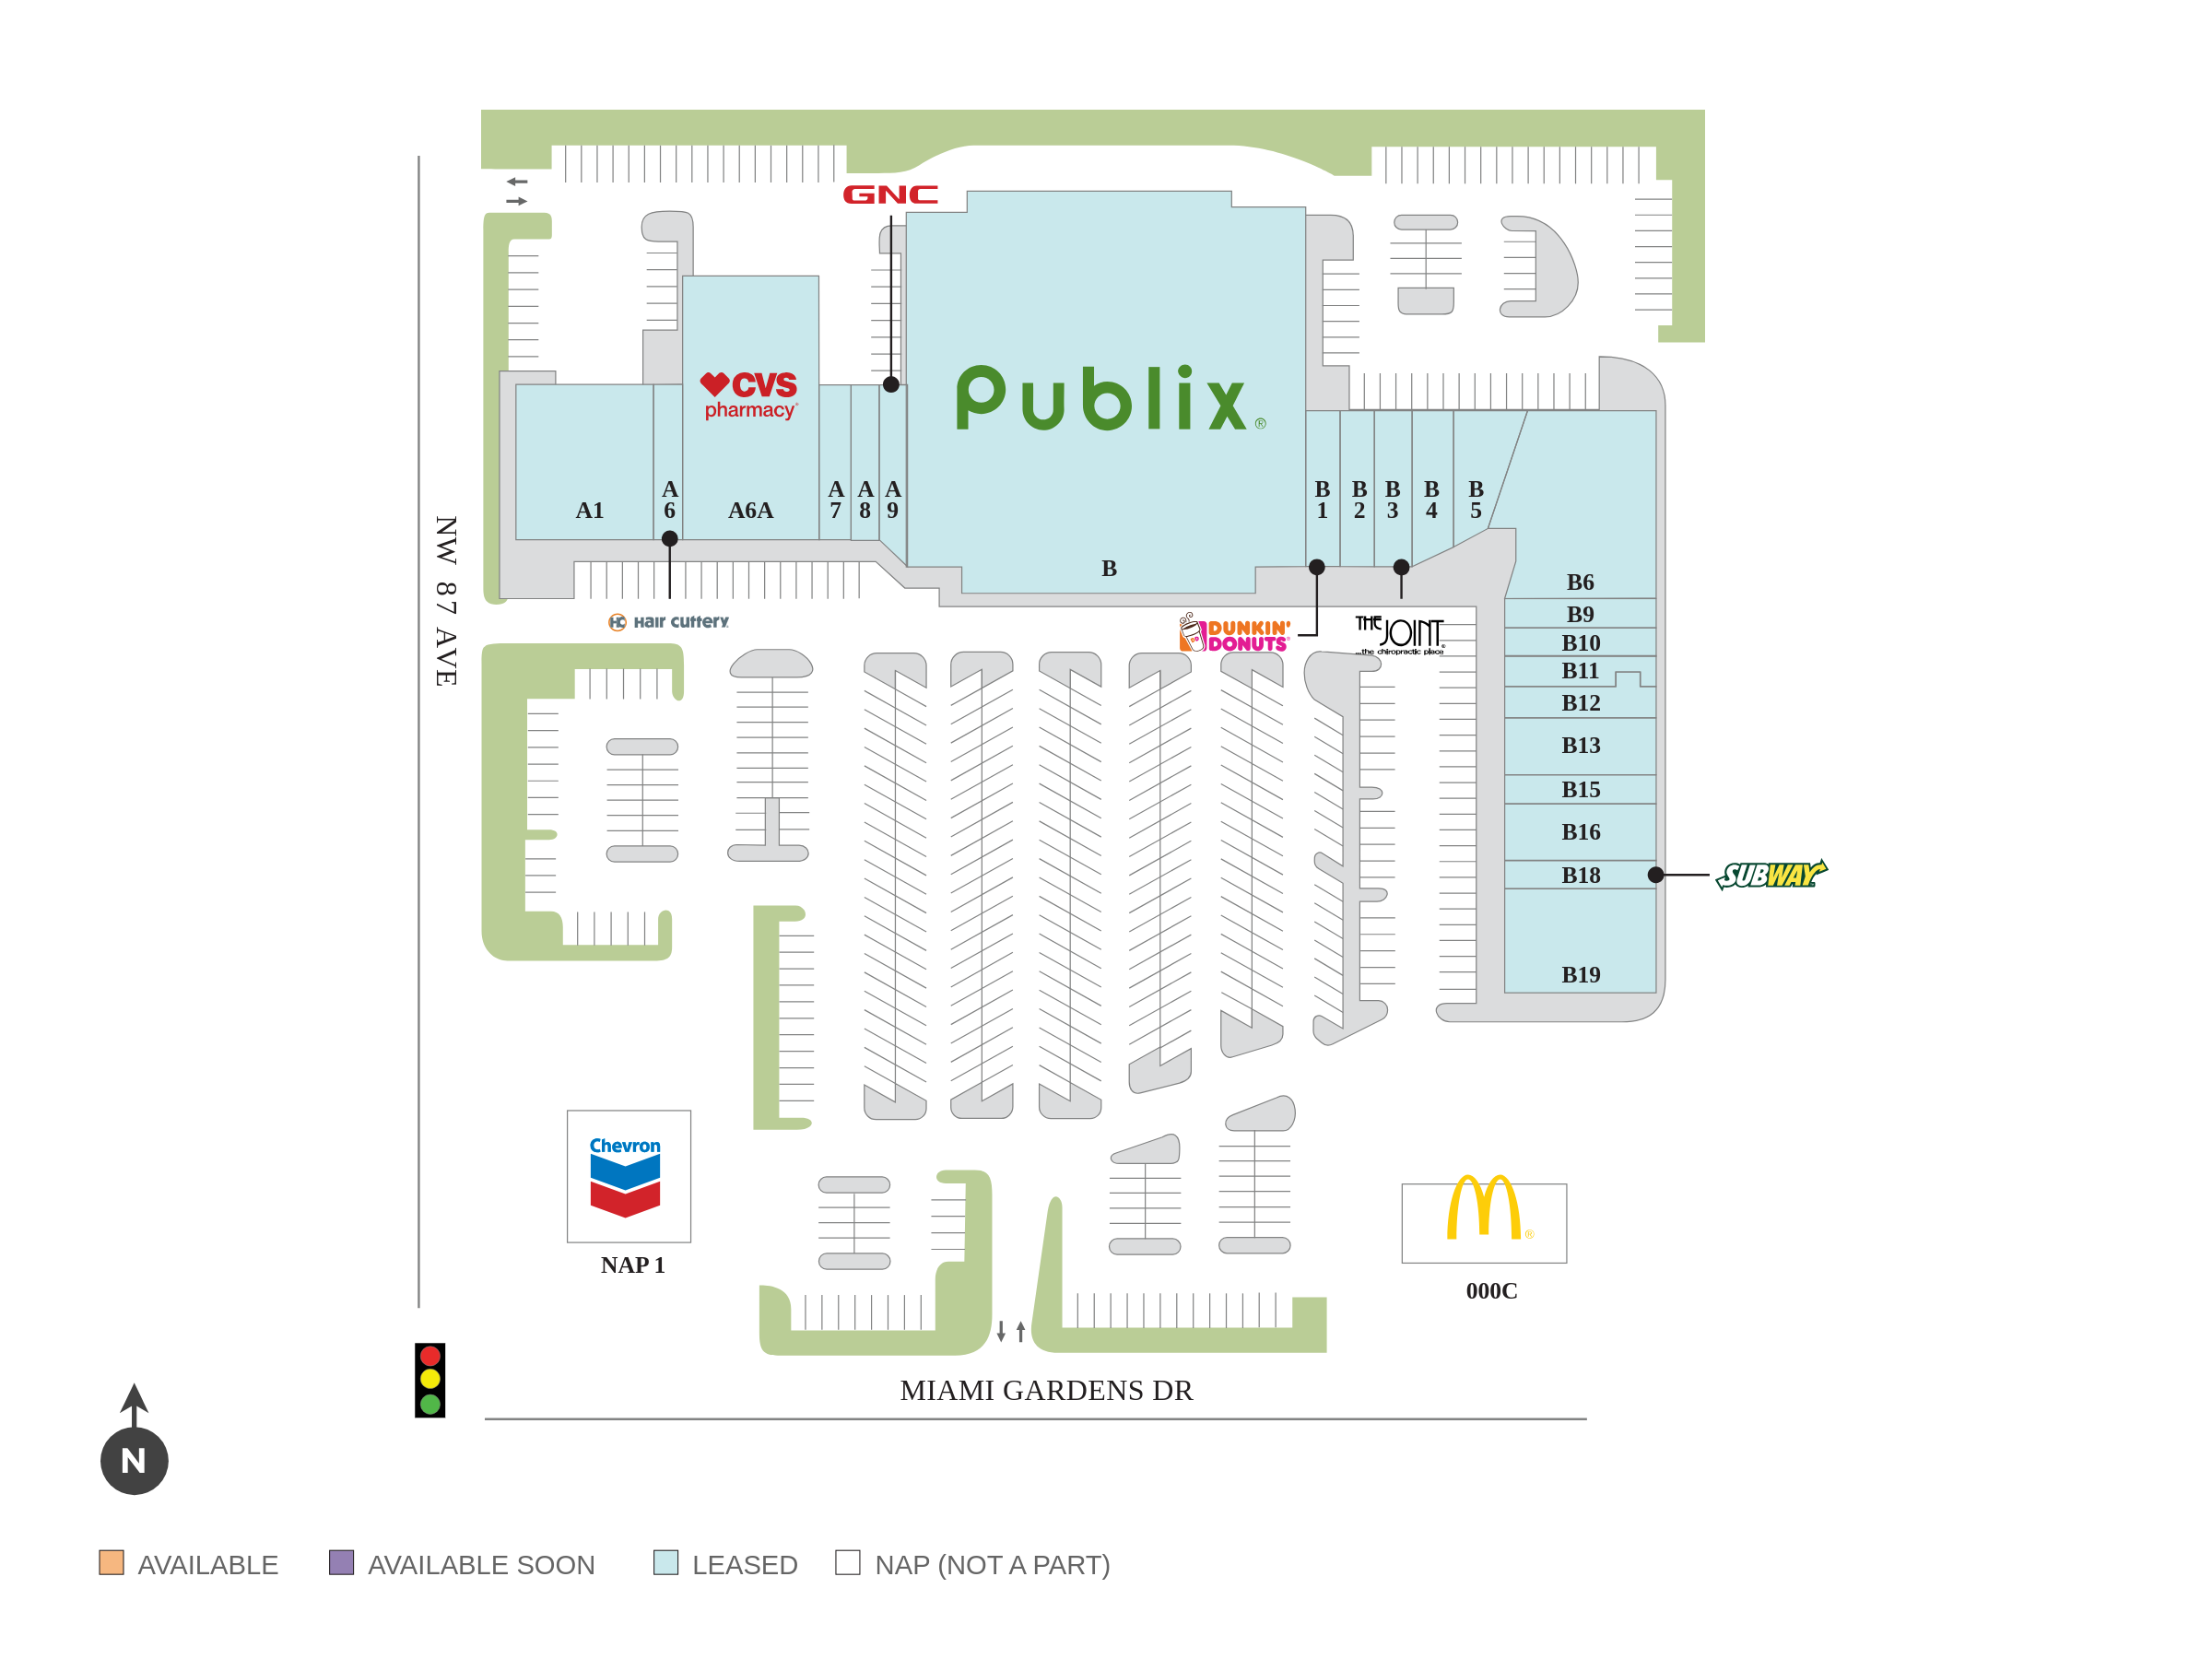 GNC
CVS
pharmacy
Publix®
A1
A
6
A6A
A
7
A
8
A
9
B
B
1
B
2
B
3
B
4
B
5
B6
B9
B10
B11
B12
B13
B15
B16
B18
B19
HC Hair Cuttery
DUNKIN'
DONUTS
THE
JOINT
...the chiropractic place
SUBWAY
NW 87 AVE
Chevron
NAP 1
®
000C
MIAMI GARDENS DR
N
AVAILABLE
AVAILABLE SOON
LEASED
NAP (NOT A PART)